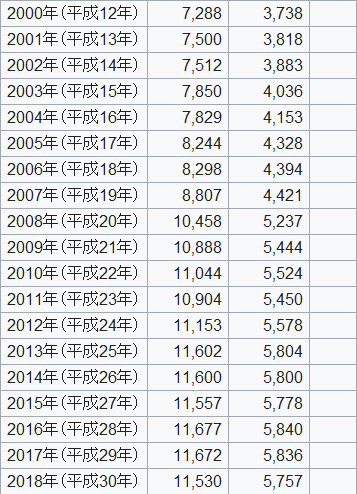 2000年(平成12年) 7,288 3,738
2001年(平成13年) 7,500 3,818
2002年(平成14年) 7,512 3,883
2003年(平成15年) 7,850 4,036
2004年(平成16年) 7,829 4,153
2005年(平成17年) 8,244 4,328
2006年(平成18年) 8,298 4,394
2007年(平成19年) 8,807 4,421
2008年(平成20年) 10,458 5,237
2009年(平成21年) 10,888 5,444
2010年(平成22年) 11,044 5,524
2011年(平成23年) 10,904 5,450
2012年(平成24年) 11,153 5,578
2013年(平成25年) 11,602 5,804
2014年(平成26年) 11,600 5,800
2015年(平成27年) 11,557 5,778
2016年(平成28年) 11,677 5,840
2017年(平成29年) 11,672 5,836
2018年(平成30年) 11,530 5,757